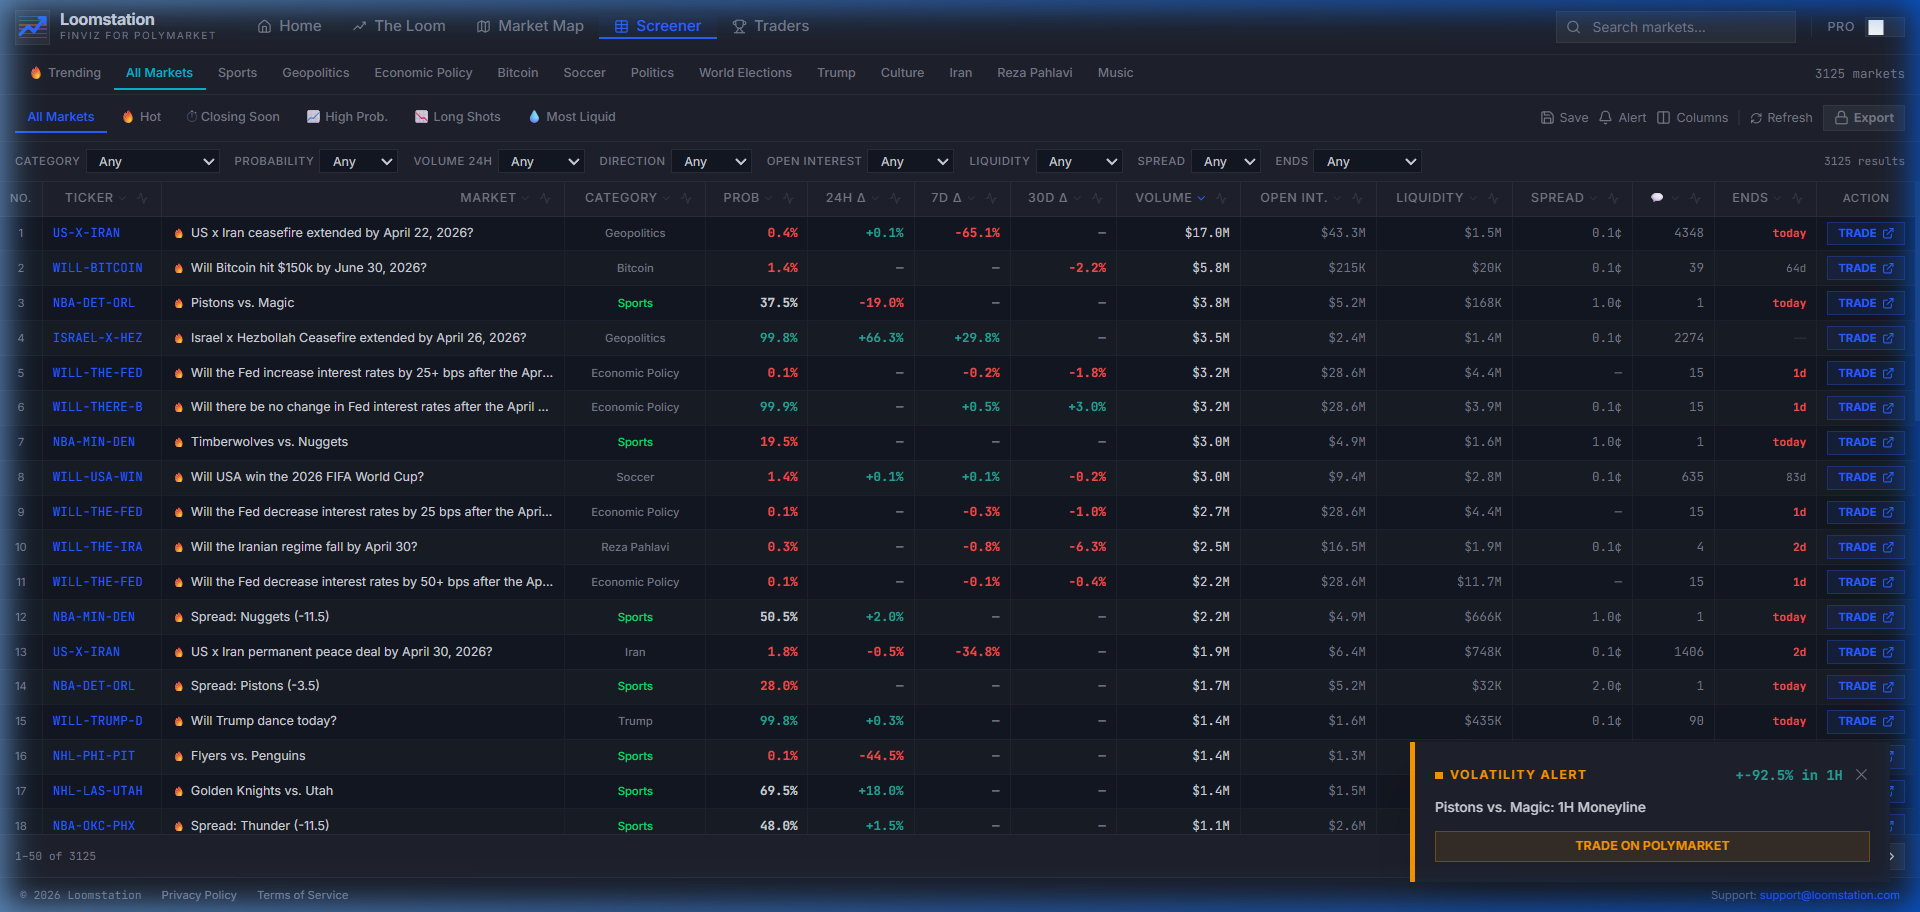 Loomstation
FINVIZ FOR POLYMARKET
Home The Loom Market Map Screener Traders
Search markets...
PRO
Trending All Markets Sports Geopolitics Economic Policy Bitcoin Soccer Politics World Elections Trump Culture Iran Reza Pahlavi Music 3125 markets
All Markets Hot Closing Soon High Prob. Long Shots Most Liquid Save Alert Columns Refresh Export
CATEGORY Any PROBABILITY Any VOLUME 24H Any DIRECTION Any OPEN INTEREST Any LIQUIDITY Any SPREAD Any ENDS Any 3125 results
NO. TICKER MARKET CATEGORY PROB 24H Δ 7D Δ 30D Δ VOLUME OPEN INT. LIQUIDITY SPREAD ENDS ACTION
1 US-X-IRAN US x Iran ceasefire extended by April 22, 2026? Geopolitics 0.4% +0.1% -65.1% — $17.0M $43.3M $1.5M 0.1¢ 4348 today TRADE
2 WILL-BITCOIN Will Bitcoin hit $150k by June 30, 2026? Bitcoin 1.4% — — -2.2% $5.8M $215K $20K 0.1¢ 39 64d TRADE
3 NBA-DET-ORL Pistons vs. Magic Sports 37.5% -19.0% — — $3.8M $5.2M $168K 1.0¢ 1 today TRADE
4 ISRAEL-X-HEZ Israel x Hezbollah Ceasefire extended by April 26, 2026? Geopolitics 99.8% +66.3% +29.8% — $3.5M $2.4M $1.4M 0.1¢ 2274 — TRADE
5 WILL-THE-FED Will the Fed increase interest rates by 25+ bps after the Apr... Economic Policy 0.1% — -0.2% -1.8% $3.2M $28.6M $4.4M — 15 1d TRADE
6 WILL-THERE-B Will there be no change in Fed interest rates after the April ... Economic Policy 99.9% — +0.5% +3.0% $3.2M $28.6M $3.9M 0.1¢ 15 1d TRADE
7 NBA-MIN-DEN Timberwolves vs. Nuggets Sports 19.5% — — — $3.0M $4.9M $1.6M 1.0¢ 1 today TRADE
8 WILL-USA-WIN Will USA win the 2026 FIFA World Cup? Soccer 1.4% +0.1% +0.1% -0.2% $3.0M $9.4M $2.8M 0.1¢ 635 83d TRADE
9 WILL-THE-FED Will the Fed decrease interest rates by 25 bps after the Apri... Economic Policy 0.1% — -0.3% -1.0% $2.7M $28.6M $4.4M — 15 1d TRADE
10 WILL-THE-IRA Will the Iranian regime fall by April 30? Reza Pahlavi 0.3% — -0.8% -6.3% $2.5M $16.5M $1.9M 0.1¢ 4 2d TRADE
11 WILL-THE-FED Will the Fed decrease interest rates by 50+ bps after the Ap... Economic Policy 0.1% — -0.1% -0.4% $2.2M $28.6M $11.7M — 15 1d TRADE
12 NBA-MIN-DEN Spread: Nuggets (-11.5) Sports 50.5% +2.0% — — $2.2M $4.9M $666K 1.0¢ 1 today TRADE
13 US-X-IRAN US x Iran permanent peace deal by April 30, 2026? Iran 1.8% -0.5% -34.8% — $1.9M $6.4M $748K 0.1¢ 1406 2d TRADE
14 NBA-DET-ORL Spread: Pistons (-3.5) Sports 28.0% — — — $1.7M $5.2M $32K 2.0¢ 1 today TRADE
15 WILL-TRUMP-D Will Trump dance today? Trump 99.8% +0.3% — — $1.4M $1.6M $435K 0.1¢ 90 today TRADE
16 NHL-PHI-PIT Flyers vs. Penguins Sports 0.1% -44.5% — — $1.4M $1.3M
17 NHL-LAS-UTAH Golden Knights vs. Utah Sports 69.5% +18.0% — — $1.4M $1.5M
18 NBA-OKC-PHX Spread: Thunder (-11.5) Sports 48.0% +1.5% — — $1.1M $2.6M
VOLATILITY ALERT +-92.5% in 1H
Pistons vs. Magic: 1H Moneyline
TRADE ON POLYMARKET
1-50 of 3125
© 2026 Loomstation Privacy Policy Terms of Service Support: support@loomstation.com